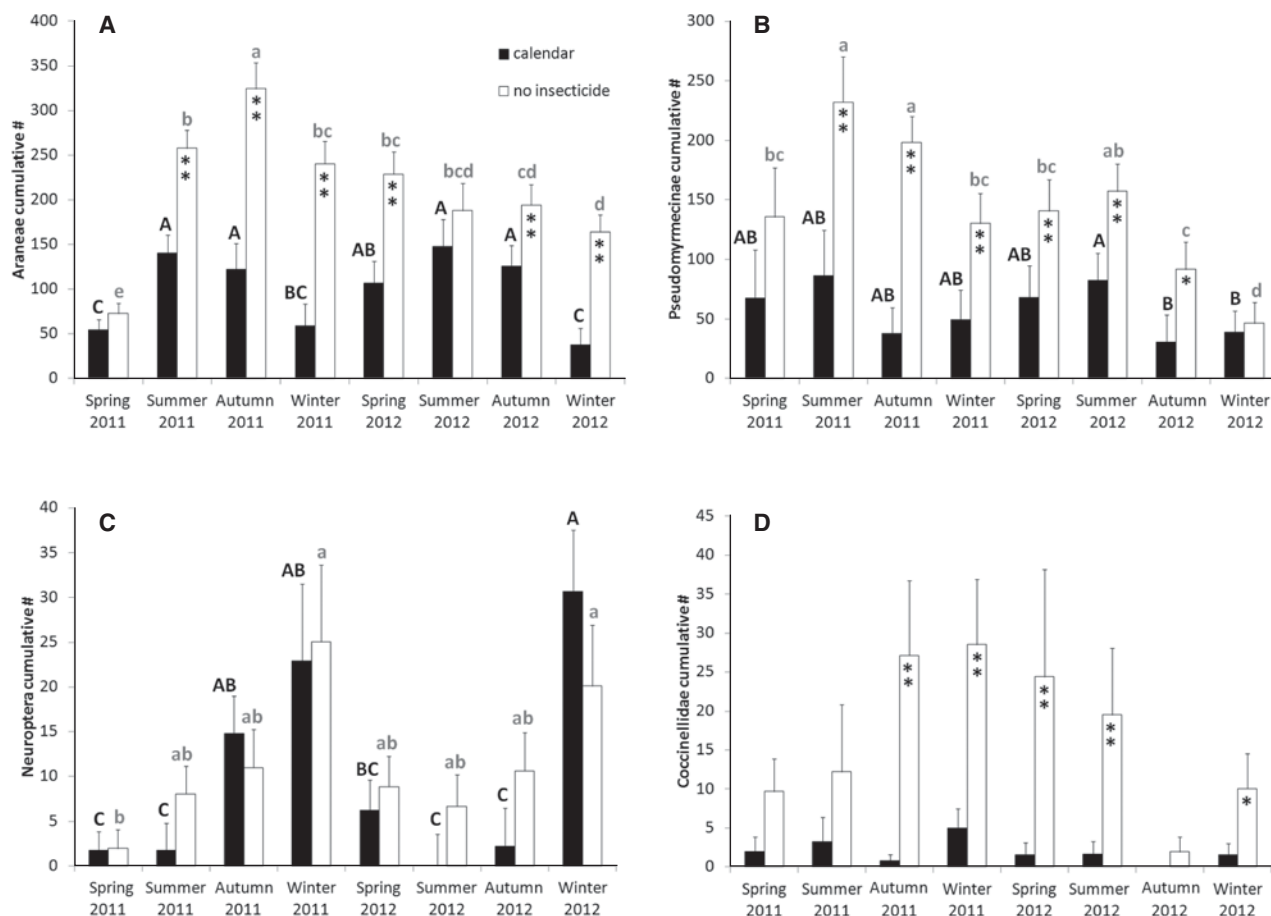 A
Araneae cumulative #
400
350
300
250
200
150
100
50
0
calendar
no insecticide
C e
A b **
A a **
BC bc **
AB bc **
A bcd
A cd **
C d **
Spring Summer Autumn Winter Spring Summer Autumn Winter
2011 2011 2011 2011 2012 2012 2012 2012
B
Pseudomyrmecinae cumulative #
300
250
200
150
100
50
0
AB bc
AB a **
AB a **
AB bc **
AB bc **
A ab **
B c *
B d
Spring Summer Autumn Winter Spring Summer Autumn Winter
2011 2011 2011 2011 2012 2012 2012 2012
C
Neuroptera cumulative #
40
35
30
25
20
15
10
5
0
C b
C ab
AB ab
AB a
BC ab
C ab
C ab
A a
Spring Summer Autumn Winter Spring Summer Autumn Winter
2011 2011 2011 2011 2012 2012 2012 2012
D
Coccinellidae cumulative #
45
40
35
30
25
20
15
10
5
0
**
**
**
**
*
Spring Summer Autumn Winter Spring Summer Autumn Winter
2011 2011 2011 2011 2012 2012 2012 2012